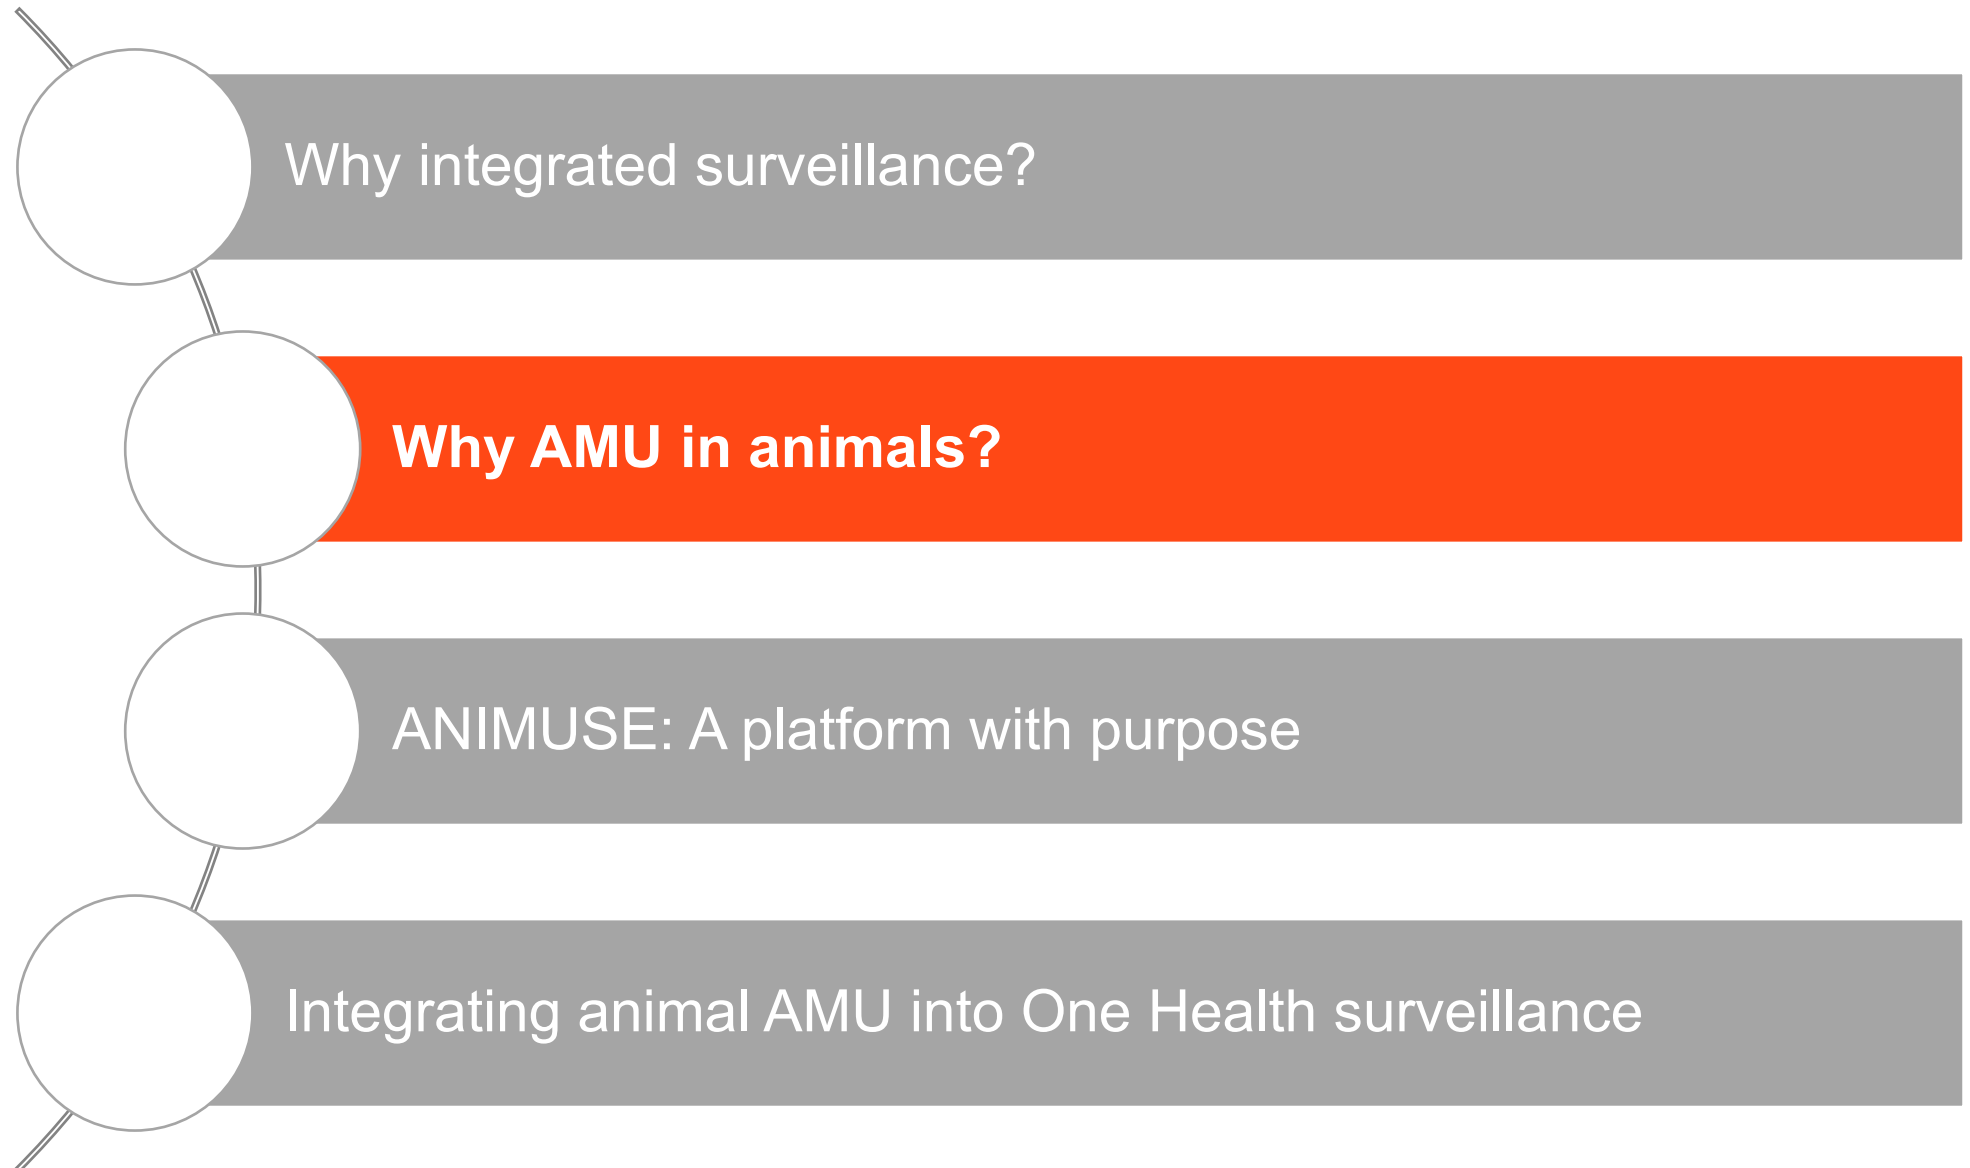 Why integrated surveillance?
Why AMU in animals?
ANIMUSE: A platform with purpose
Integrating animal AMU into One Health surveillance